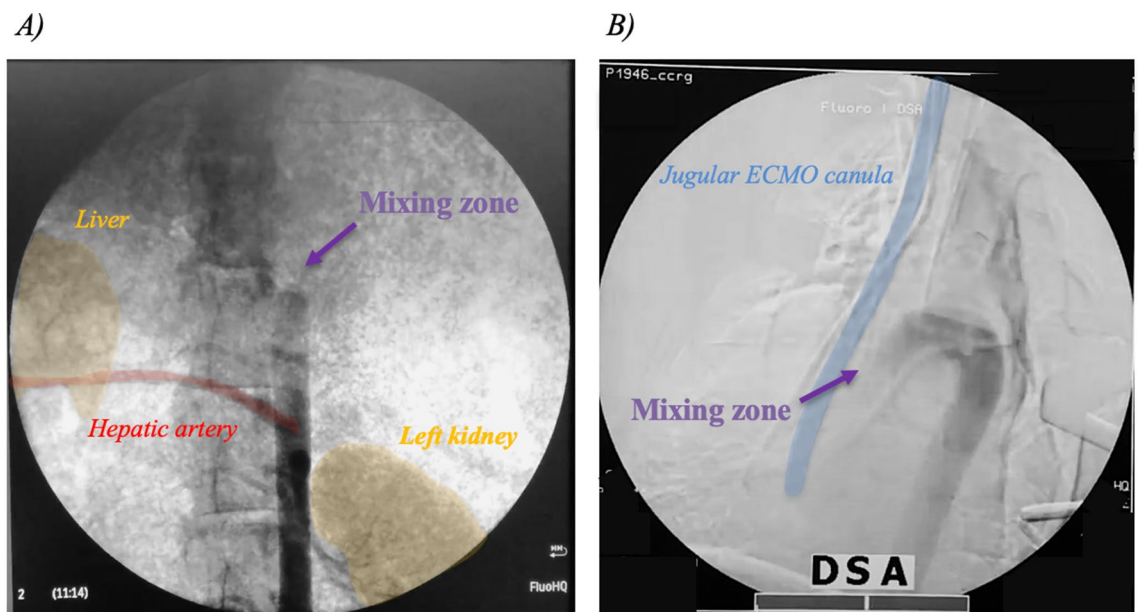 A)
B)
Liver
Mixing zone
Hepatic artery
Left kidney
2 (11:14)
FluoHQ
P1946_ccrg
Fluoro | DSA
Jugular ECMO canula
Mixing zone
HQ
DSA